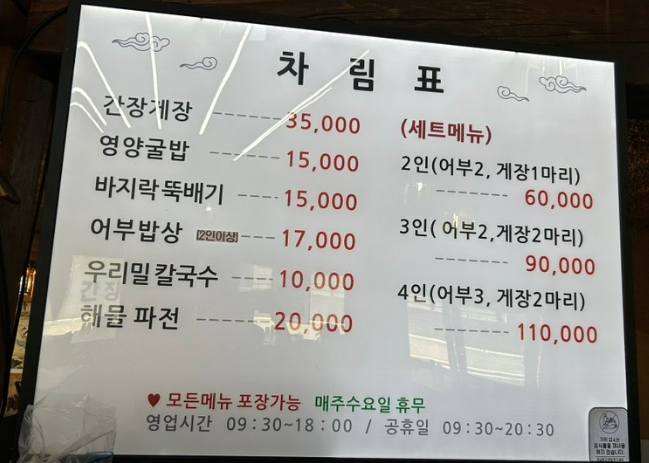 차 림 표
간장게장 35,000
영양굴밥 15,000
바지락뚝배기 15,000
어부밥상 [2인이상] 17,000
우리밀칼국수 10,000
해물 파전 20,000
(세트메뉴)
2인(어부2, 게장1마리)
60,000
3인( 어부2,게장2마리)
90,000
4인(어부3, 게장2마리)
110,000
♥ 모든메뉴 포장가능 매주수요일 휴무
영업시간 09:30~18:00 / 공휴일 09:30~20:30